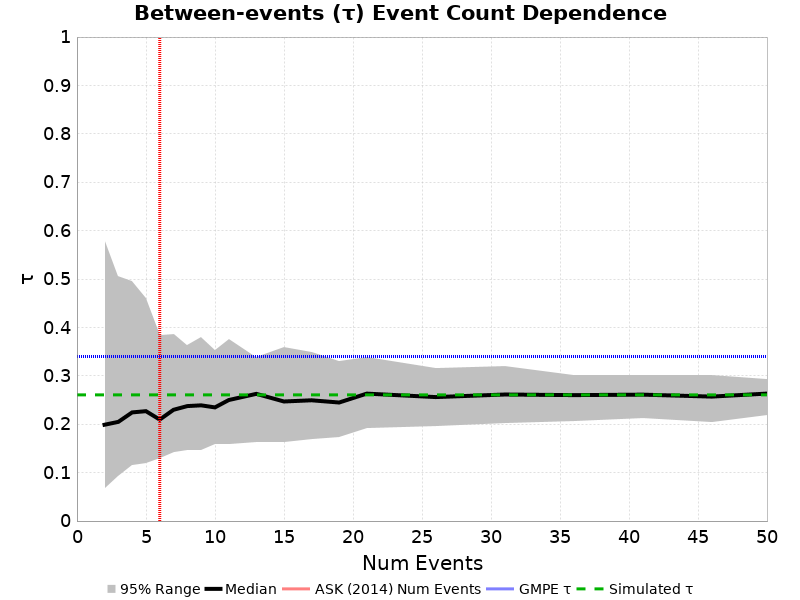 Between-events (τ) Event Count Dependence
1
0.9
0.8
0.7
0.6
0.5
0.4
0.3
0.2
0.1
0
τ
0 5 10 15 20 25 30 35 40 45 50
Num Events
95% Range Median ASK (2014) Num Events GMPE τ Simulated τ